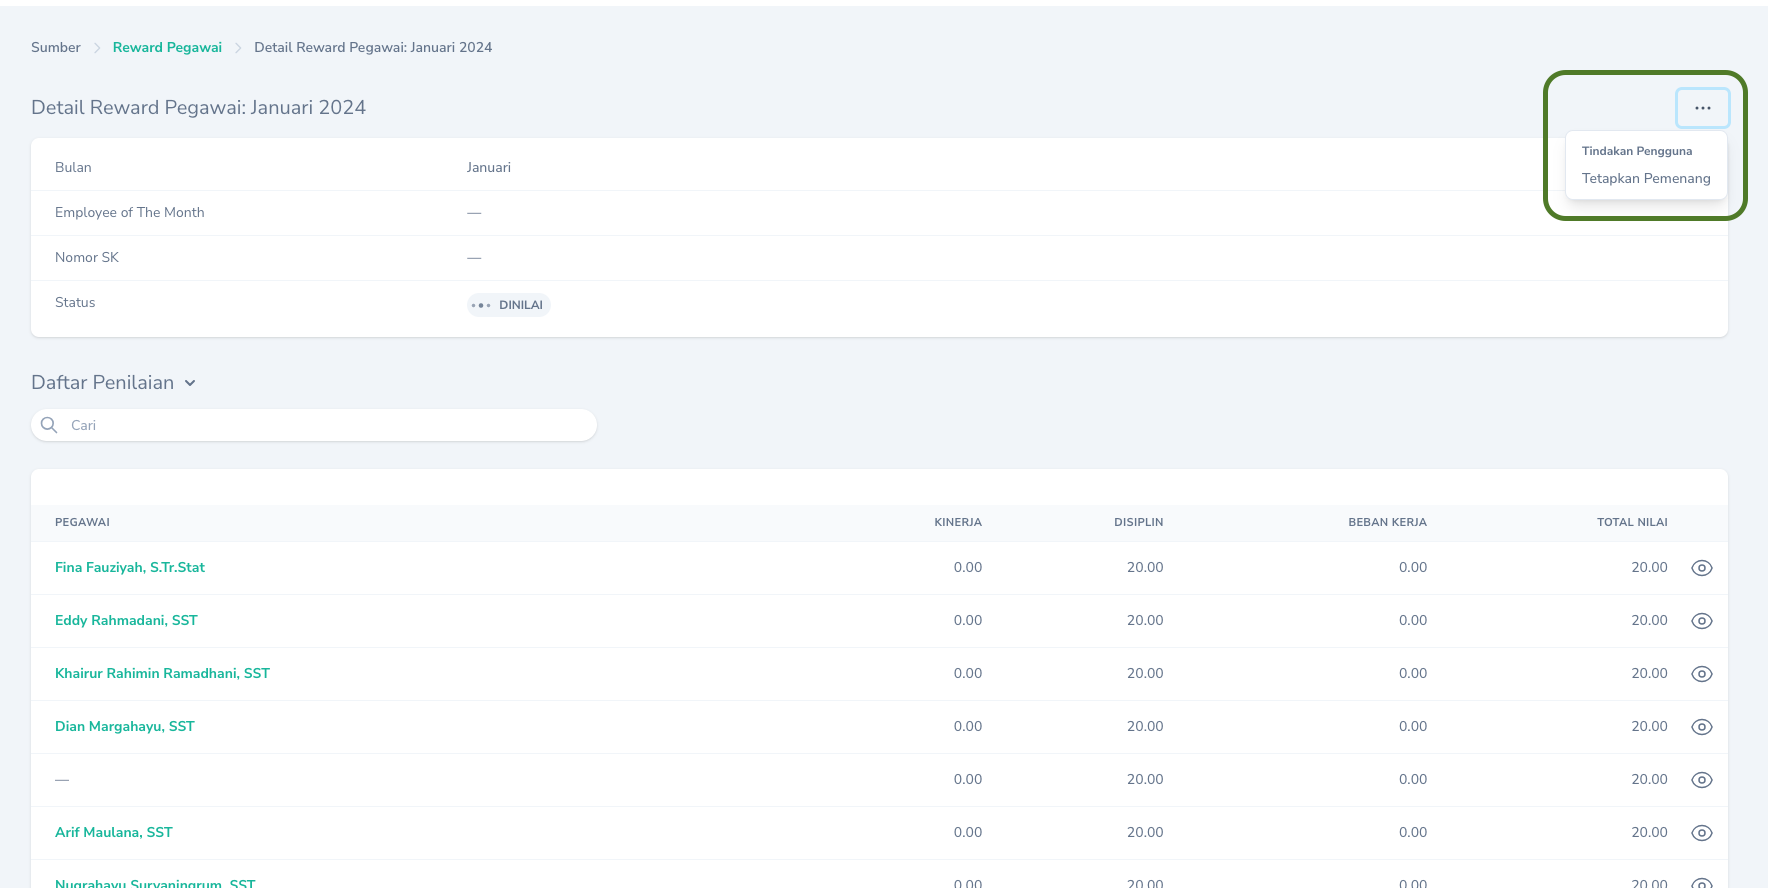 Sumber > Reward Pegawai > Detail Reward Pegawai: Januari 2024
Detail Reward Pegawai: Januari 2024
Tindakan Pengguna
Tetapkan Pemenang
Bulan Januari
Employee of The Month —
Nomor SK —
Status DINILAI
Daftar Penilaian
Cari
PEGAWAI KINERJA DISIPLIN BEBAN KERJA TOTAL NILAI
Fina Fauziyah, S.Tr.Stat 0.00 20.00 0.00 20.00
Eddy Rahmadani, SST 0.00 20.00 0.00 20.00
Khairur Rahimin Ramadhani, SST 0.00 20.00 0.00 20.00
Dian Margahayu, SST 0.00 20.00 0.00 20.00
— 0.00 20.00 0.00 20.00
Arif Maulana, SST 0.00 20.00 0.00 20.00
Nugrahayu Suryaningrum, SST 0.00 20.00 0.00 20.00